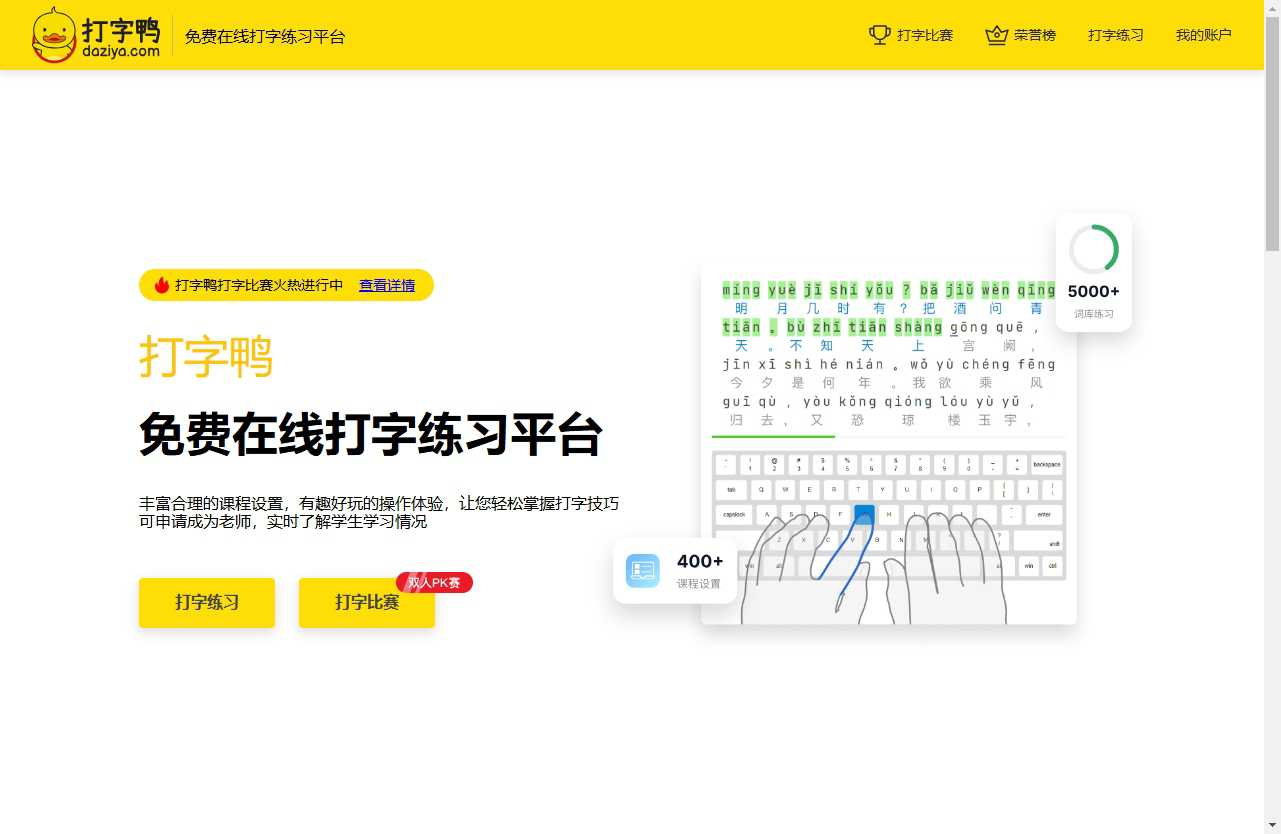 打字鸭
daziya.com
免费在线打字练习平台
打字比赛
荣誉榜
打字练习
我的账户
打字鸭打字比赛火热进行中 查看详情
打字鸭
免费在线打字练习平台
丰富合理的课程设置，有趣好玩的操作体验，让您轻松掌握打字技巧
可申请成为老师，实时了解学生学习情况
打字练习
打字比赛
双人PK赛
míng yuè jǐ shí yǒu ? bǎ jiǔ wèn qīng
明 月 几 时 有 ? 把 酒 问 青
tiān 。 bù zhī tiān shàng gōng quē ,
天 。 不 知 天 上 宫 阙 ,
jīn xī shì hé nián 。 wǒ yù chéng fēng
今 夕 是 何 年 。 我 欲 乘 风
guī qù , yòu kǒng qióng lóu yù yǔ ,
归 去 , 又 恐 琼 楼 玉 宇 ,
5000+
词库练习
400+
课程设置
backspace
tab Q W E R T Y U I O P
capslock A S D F H enter
Z X C V B N shift
win alt win ctrl